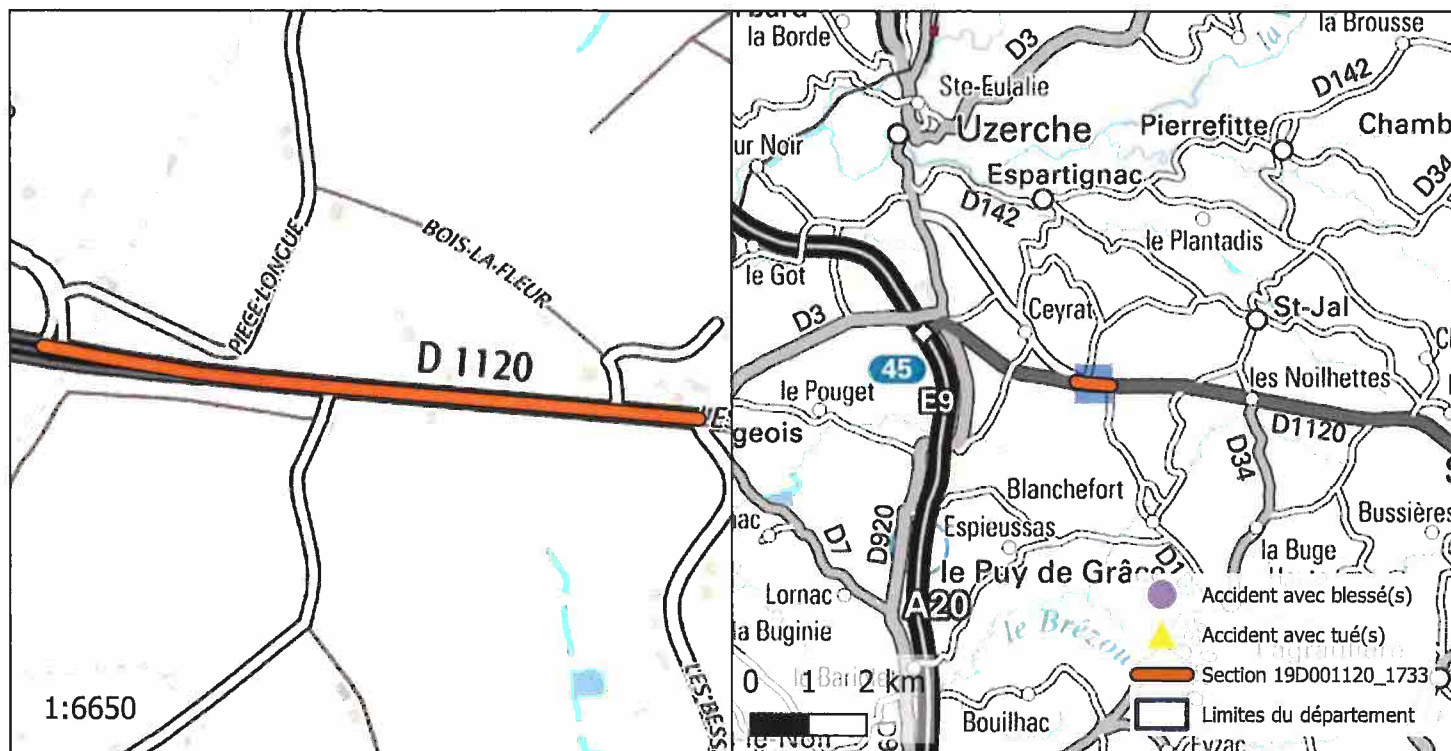 PIECE-LONGUE
BOIS-LA-FLEUR
D 1120
LES BESS
1:6650
la Borde
D3
la Brousse
Ste-Eulalie
D142
Uzerche
Pierrefitte
Chamb
ur Noir
Espartignac
D34
D142
le Plantadis
le Got
Ceyrat
St-Jal
D3
45
le Pouget
E9
les Noilhettes
geois
D1120
D34
Blanchefort
Bussières
D920
Espieussas
D7
la Buge
le Puy de Grâce
D1
Lornac
A20
Accident avec blessé(s)
la Buginie
le Brézou
Accident avec tué(s)
0 1 2 km
Section 19D001120_1733
Bouilhac
Limites du département